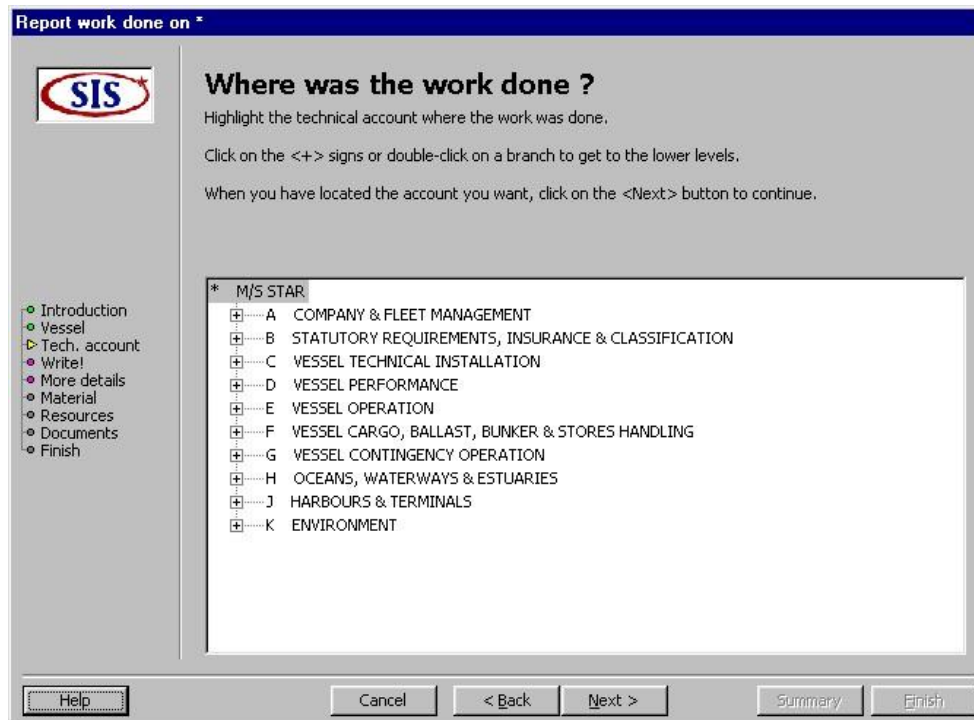 Report work done on *
SIS
Where was the work done ?
Highlight the technical account where the work was done.
Click on the <+> signs or double-click on a branch to get to the lower levels.
When you have located the account you want, click on the <Next> button to continue.
Introduction
Vessel
Tech. account
Write!
More details
Material
Resources
Documents
Finish
* M/S STAR
A COMPANY & FLEET MANAGEMENT
B STATUTORY REQUIREMENTS, INSURANCE & CLASSIFICATION
C VESSEL TECHNICAL INSTALLATION
D VESSEL PERFORMANCE
E VESSEL OPERATION
F VESSEL CARGO, BALLAST, BUNKER & STORES HANDLING
G VESSEL CONTINGENCY OPERATION
H OCEANS, WATERWAYS & ESTUARIES
J HARBOURS & TERMINALS
K ENVIRONMENT
Help Cancel < Back Next > Summary Finish